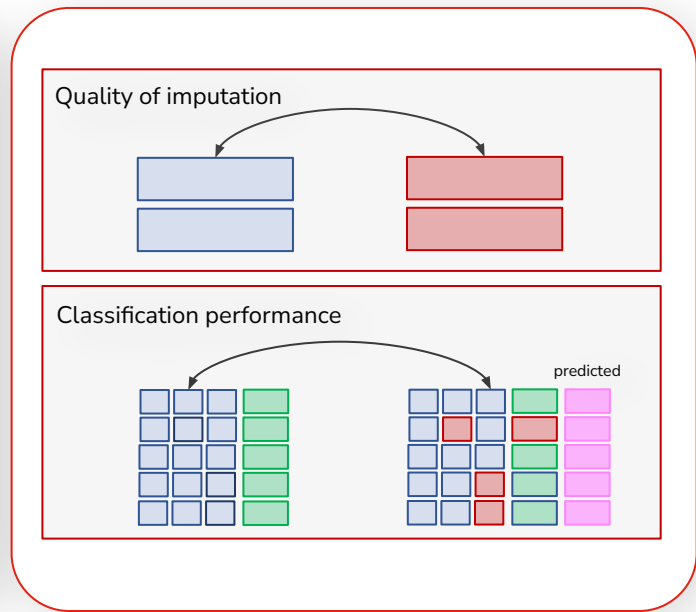 Quality of imputation
Classification performance
predicted